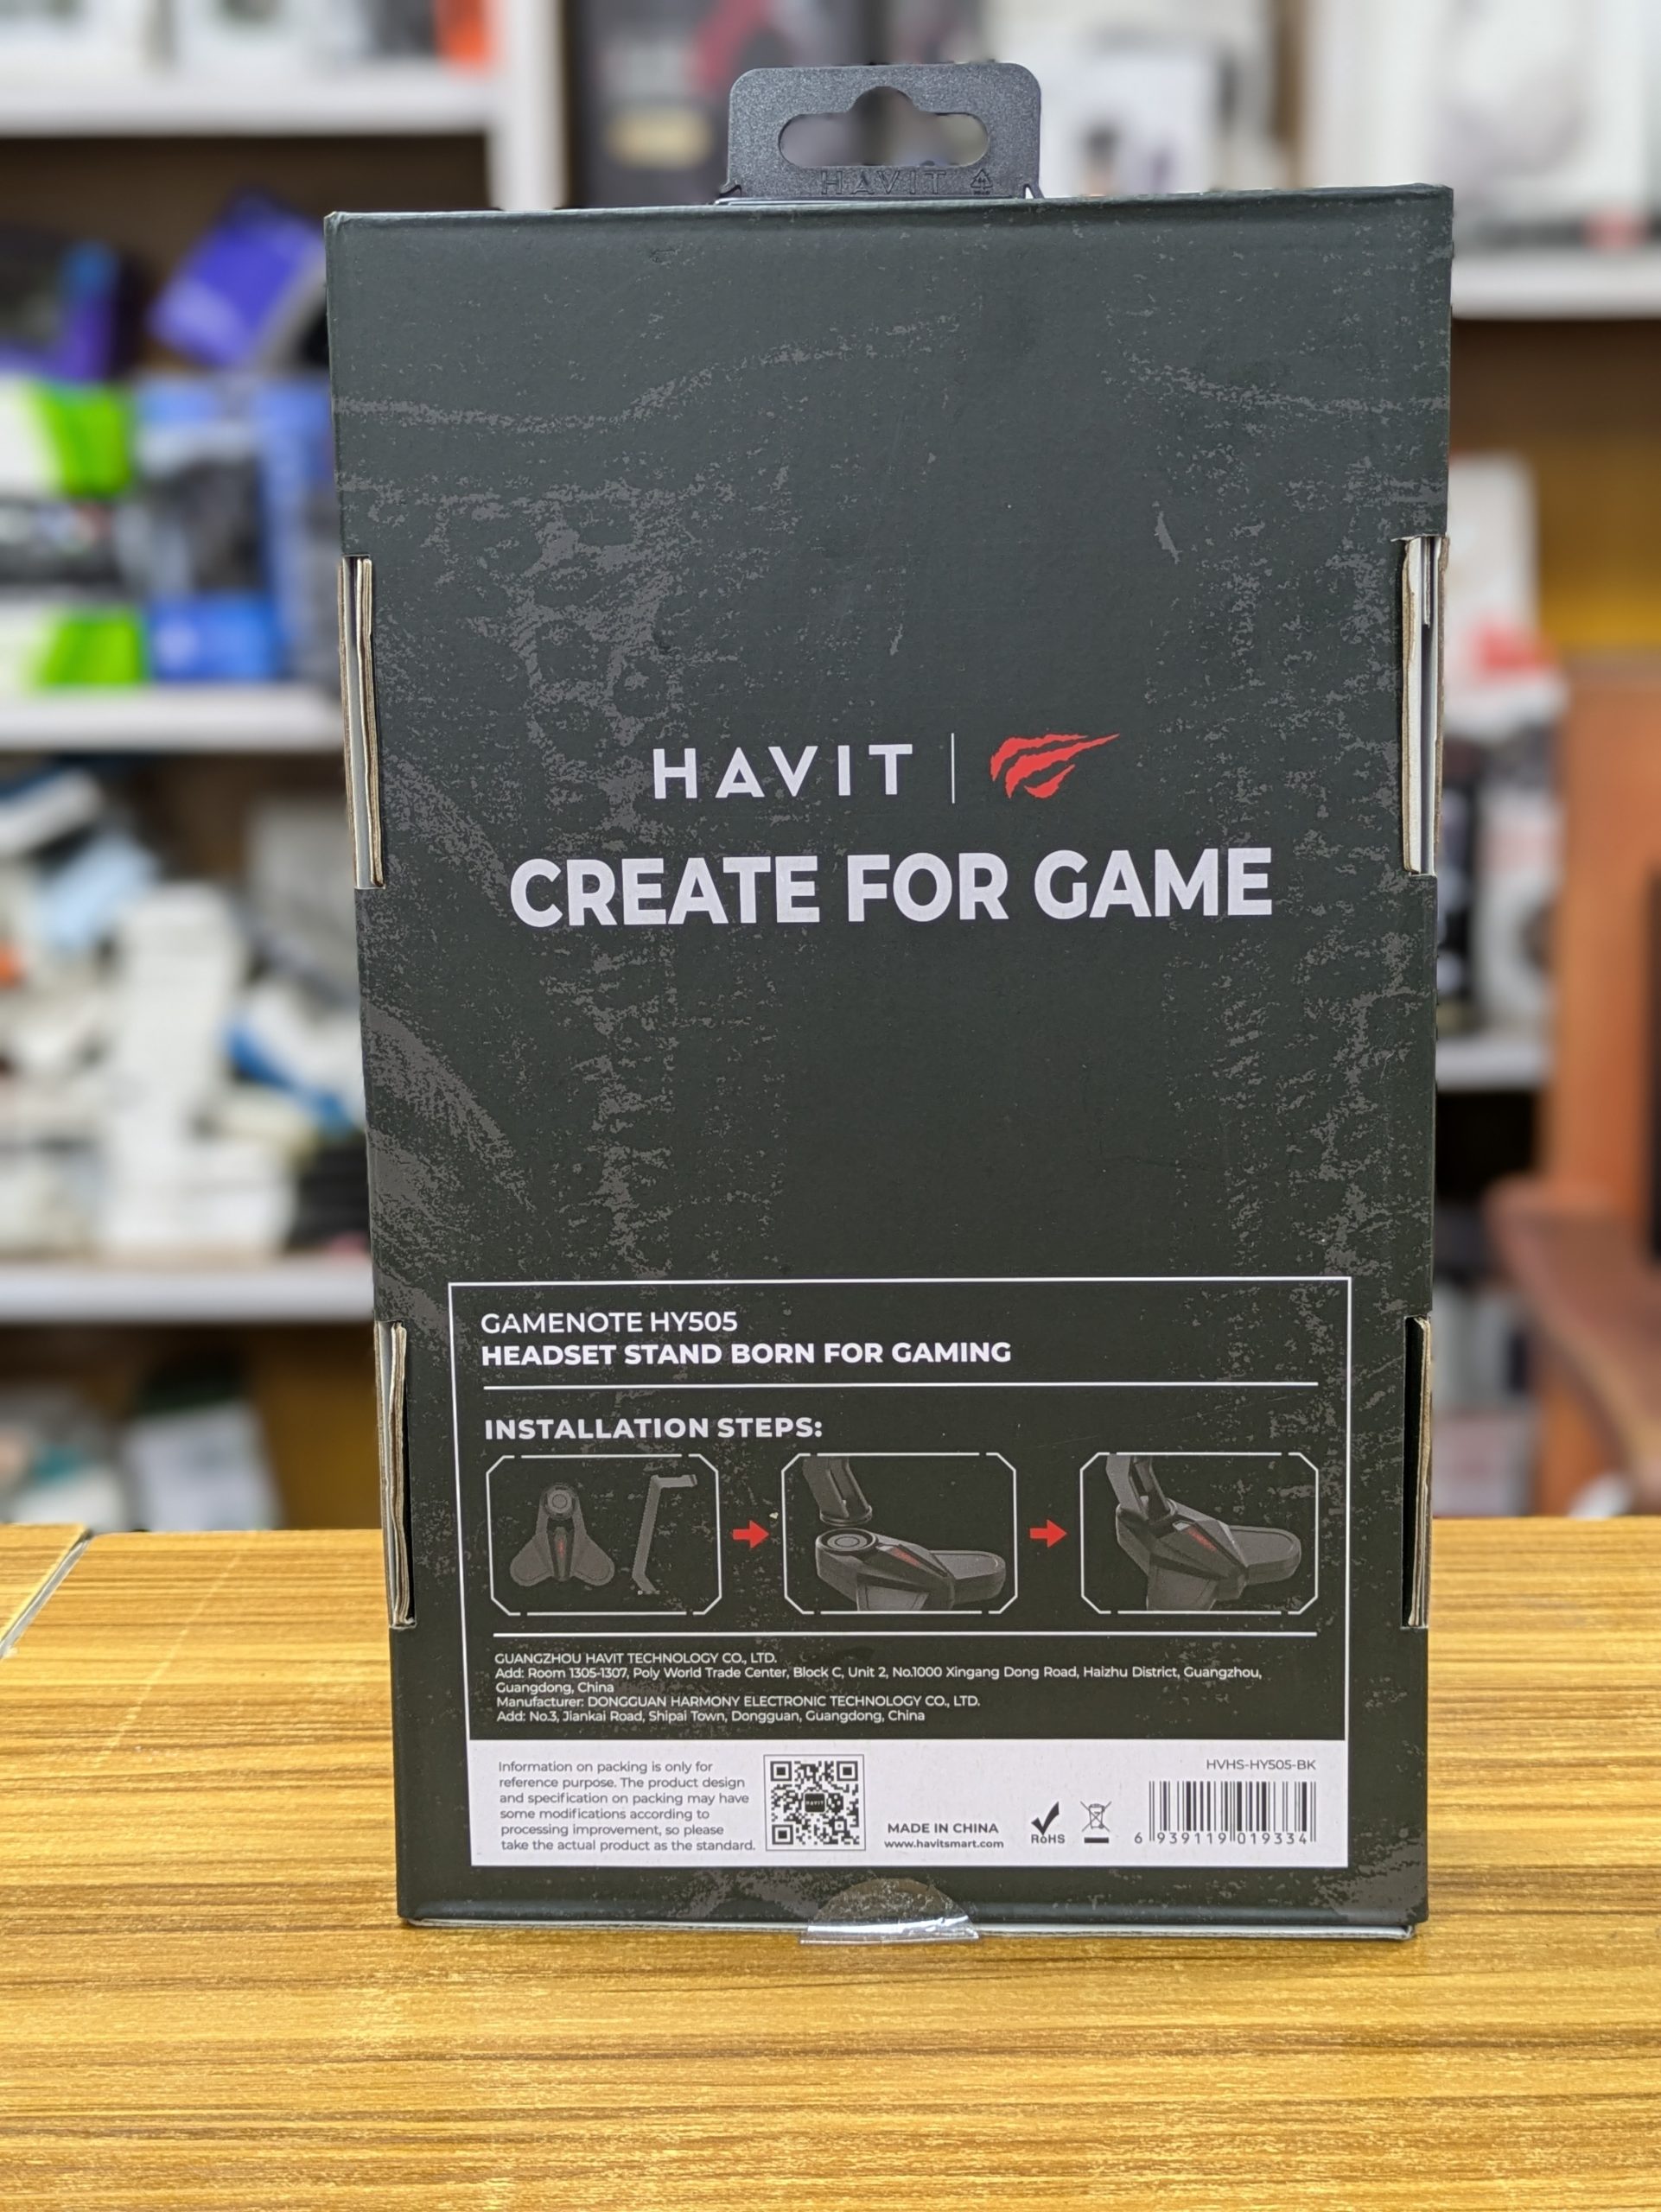 HAVIT
HAVIT
CREATE FOR GAME
GAMENOTE HY505
HEADSET STAND BORN FOR GAMING
INSTALLATION STEPS:
GUANGZHOU HAVIT TECHNOLOGY CO., LTD.
Add: Room 1305-1307, Poly World Trade Center, Block C, Unit 2, No.1000 Xingang Dong Road, Haizhu District, Guangzhou,
Guangdong, China
Manufacturer: DONGGUAN HARMONY ELECTRONIC TECHNOLOGY CO., LTD.
Add: No.3, Jiankai Road, Shipai Town, Dongguan, Guangdong, China
Information on packing is only for
reference purpose. The product design
and specification on packing may have
some modifications according to
processing improvement, so please
take the actual product as the standard.
HAVIT
MADE IN CHINA
www.havitsmart.com
RoHS
HVHS-HY505-BK
6 939119 019334